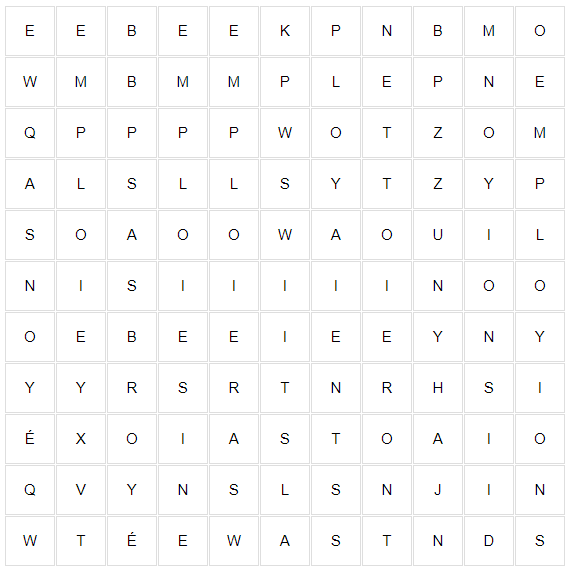 E E B E E K P N B M O
W M B M M P L E P N E
Q P P P P W O T Z O M
A L S L L S Y T Z Y P
S O A O O W A O U I L
N I S I I I I I N O O
O E B E E I E E Y N Y
Y Y R S R T N R H S I
É X O I A S T O A I O
Q V Y N S L S N J I N
W T É E W A S T N D S